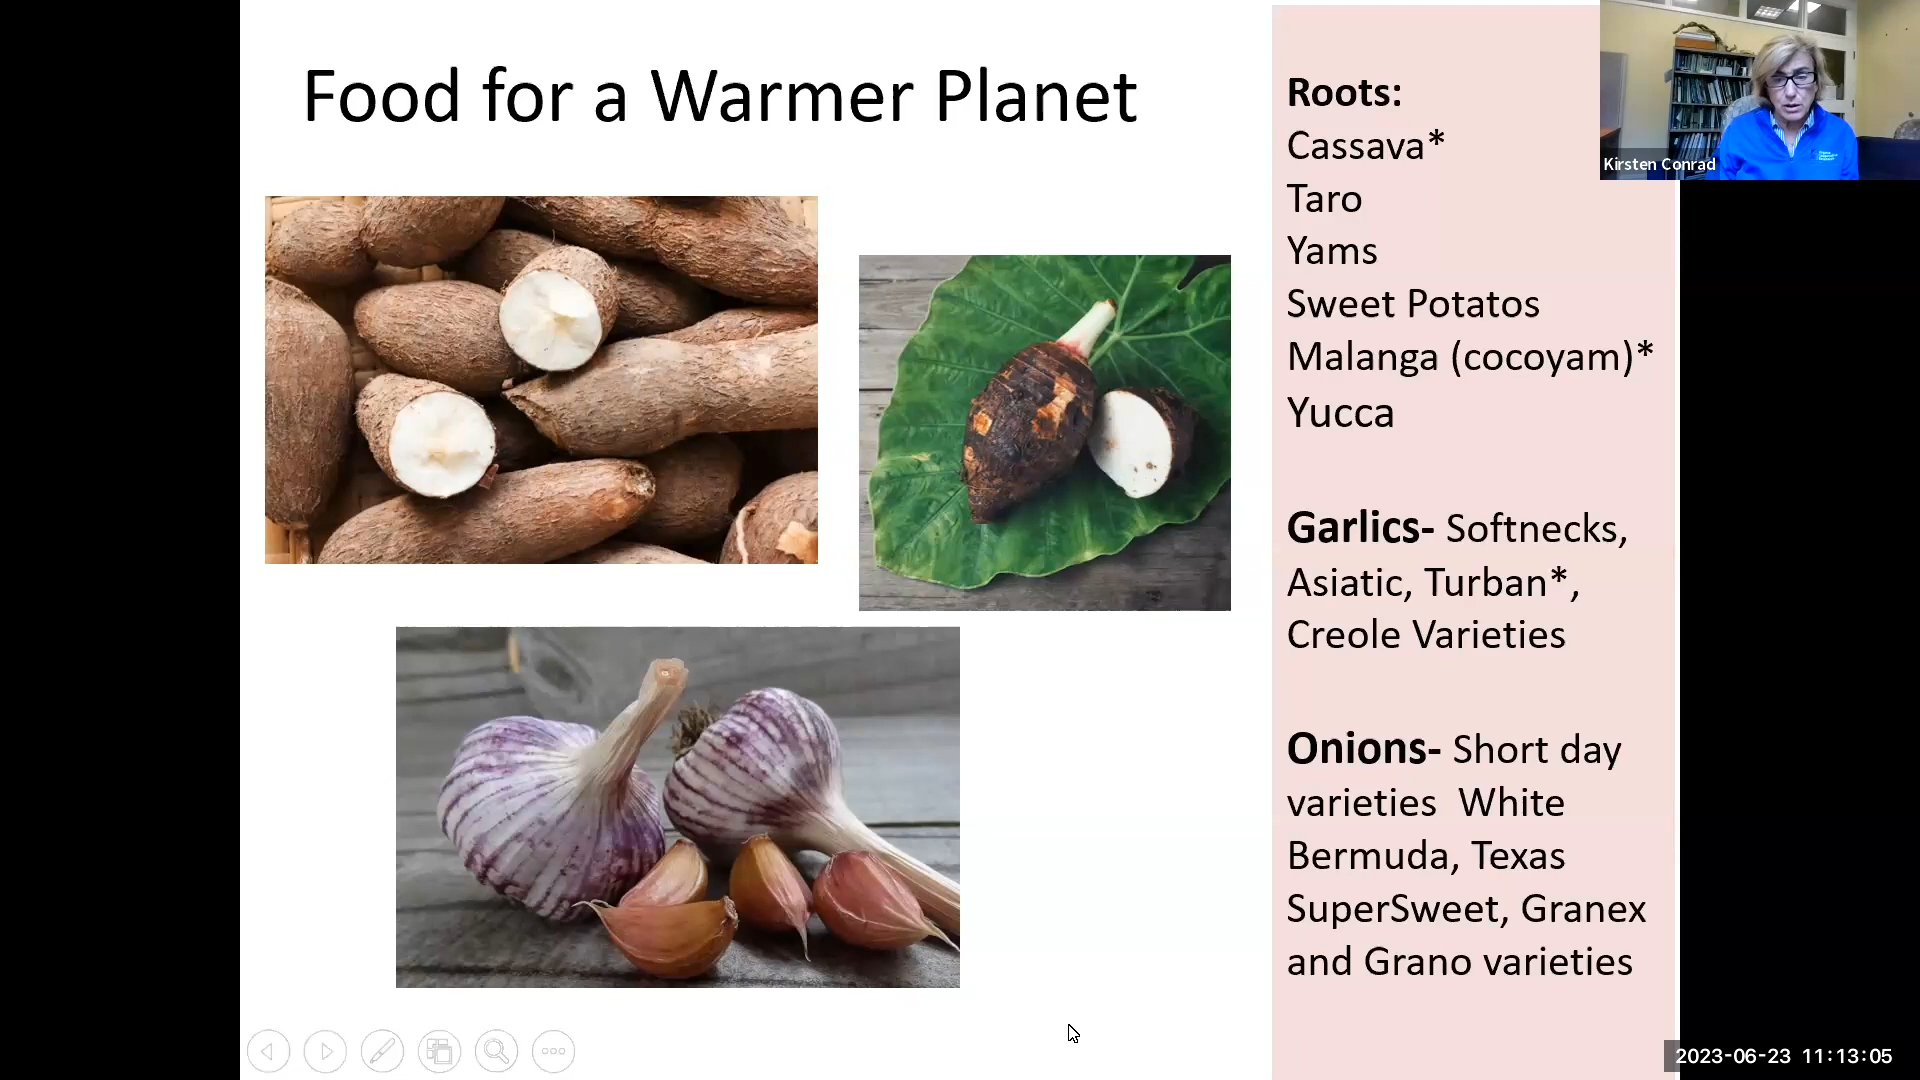 Food for a Warmer Planet
Roots:
Cassava*
Taro
Yams
Sweet Potatos
Malanga (cocoyam)*
Yucca
Garlics- Softnecks,
Asiatic, Turban*,
Creole Varieties
Onions- Short day
varieties  White
Bermuda, Texas
SuperSweet, Granex
and Grano varieties
Kirsten Conrad
2023-06-23 11:13:05